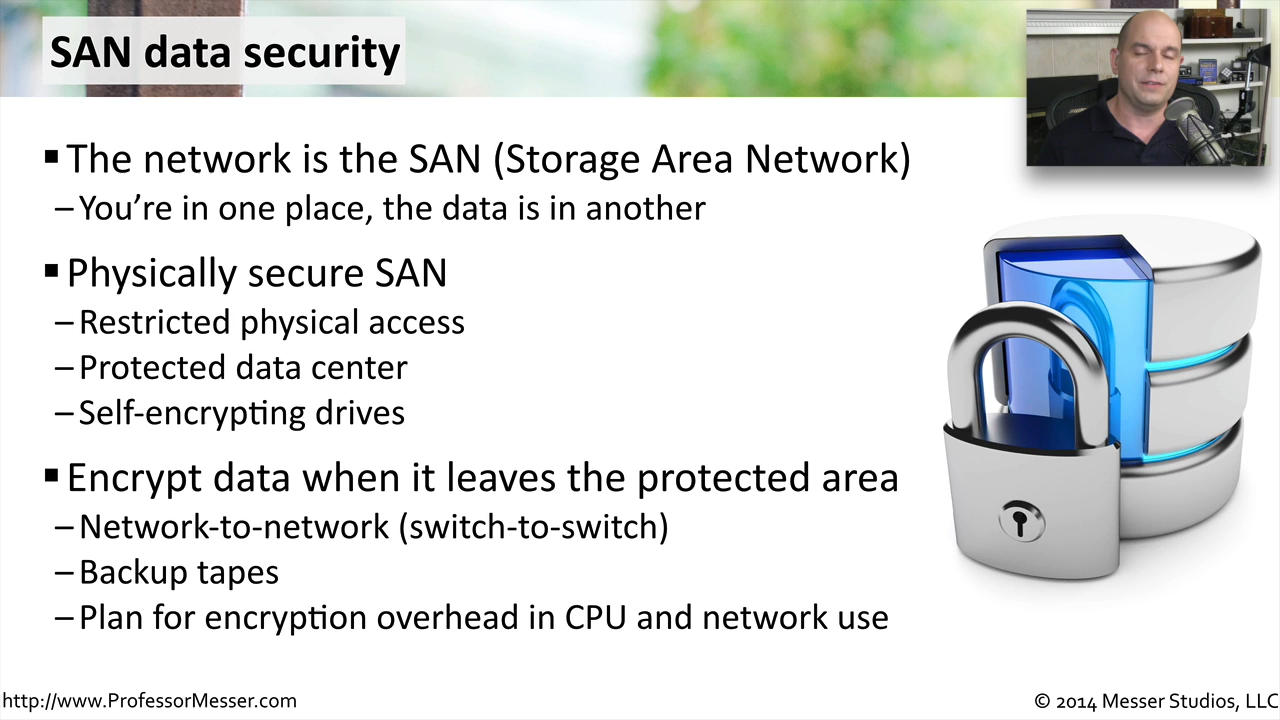 SAN data security
▪ The network is the SAN (Storage Area Network)
– You're in one place, the data is in another
▪ Physically secure SAN
– Restricted physical access
– Protected data center
– Self-encrypting drives
▪ Encrypt data when it leaves the protected area
– Network-to-network (switch-to-switch)
– Backup tapes
– Plan for encryption overhead in CPU and network use
http://www.ProfessorMesser.com
© 2014 Messer Studios, LLC